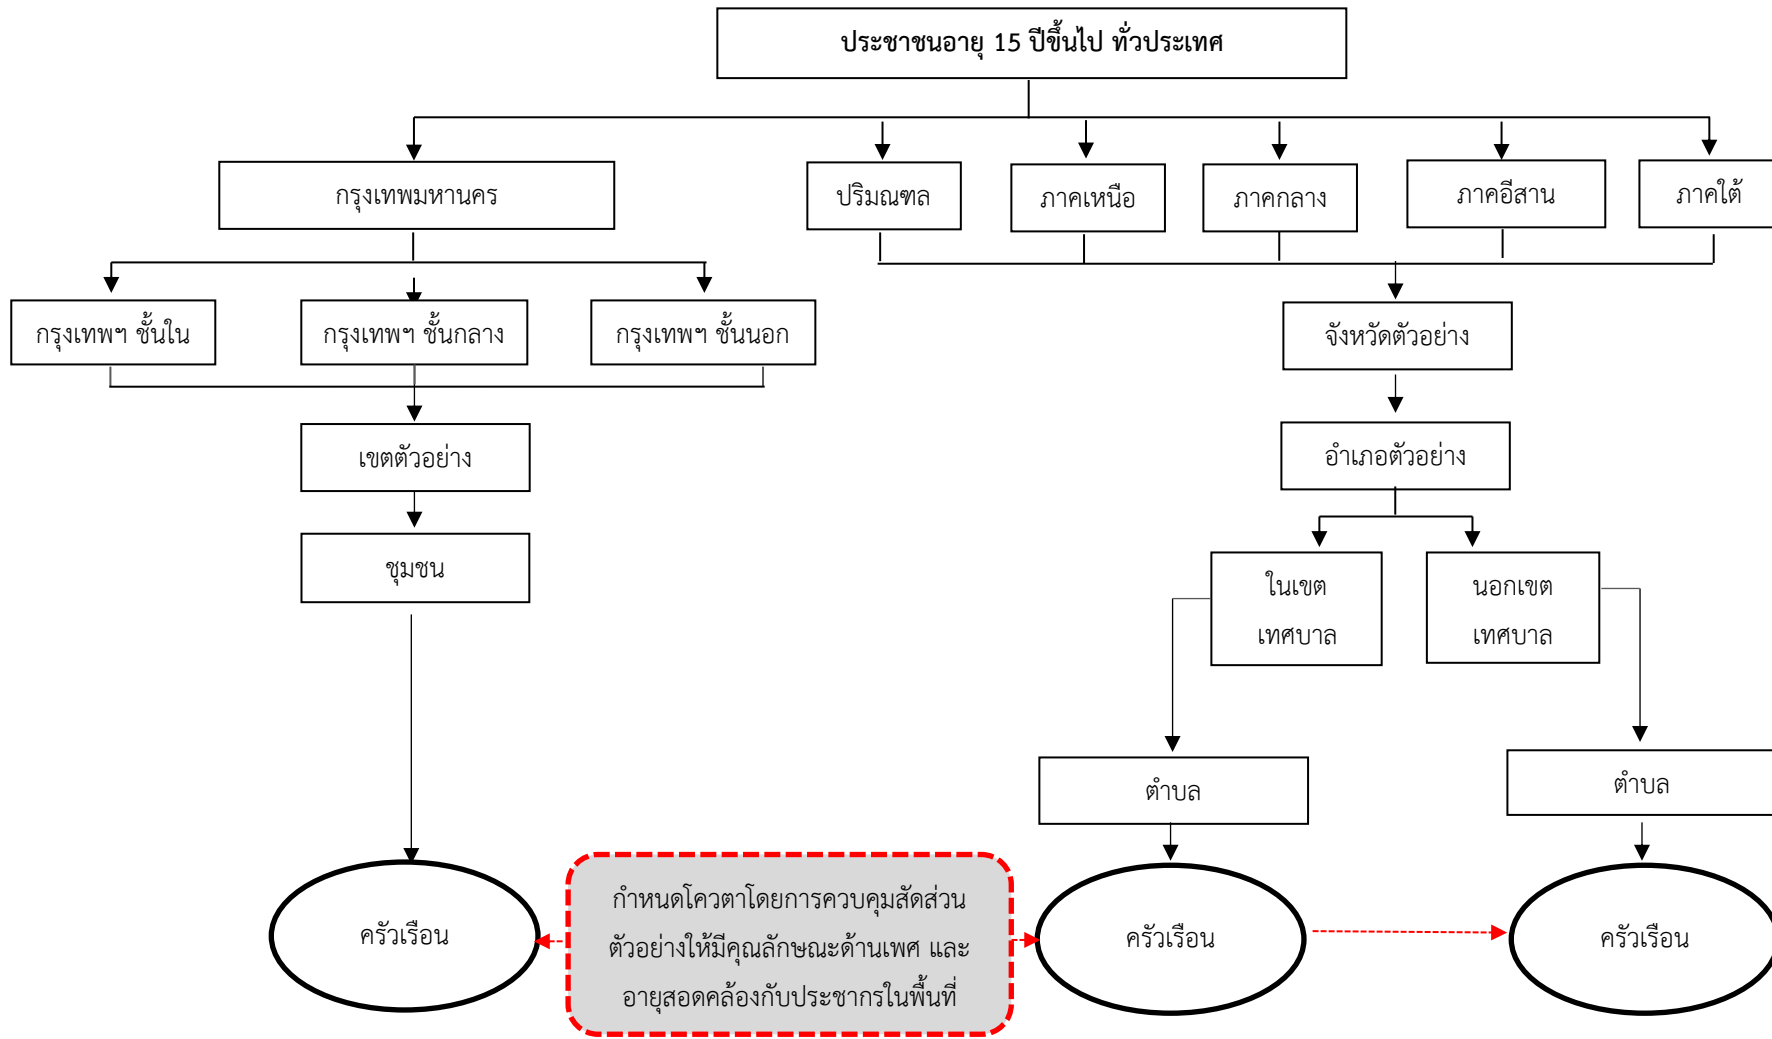 ประชาชนอายุ 15 ปีขึ้นไป ทั่วประเทศ
กรุงเทพมหานคร
ปริมณฑล
ภาคเหนือ
ภาคกลาง
ภาคอีสาน
ภาคใต้
กรุงเทพฯ ชั้นใน
กรุงเทพฯ ชั้นกลาง
กรุงเทพฯ ชั้นนอก
จังหวัดตัวอย่าง
เขตตัวอย่าง
อำเภอตัวอย่าง
ชุมชน
ในเขต
เทศบาล
นอกเขต
เทศบาล
ตำบล
ตำบล
ครัวเรือน
กำหนดโควตาโดยการควบคุมสัดส่วน
ตัวอย่างให้มีคุณลักษณะด้านเพศ และ
อายุสอดคล้องกับประชากรในพื้นที่
ครัวเรือน
ครัวเรือน